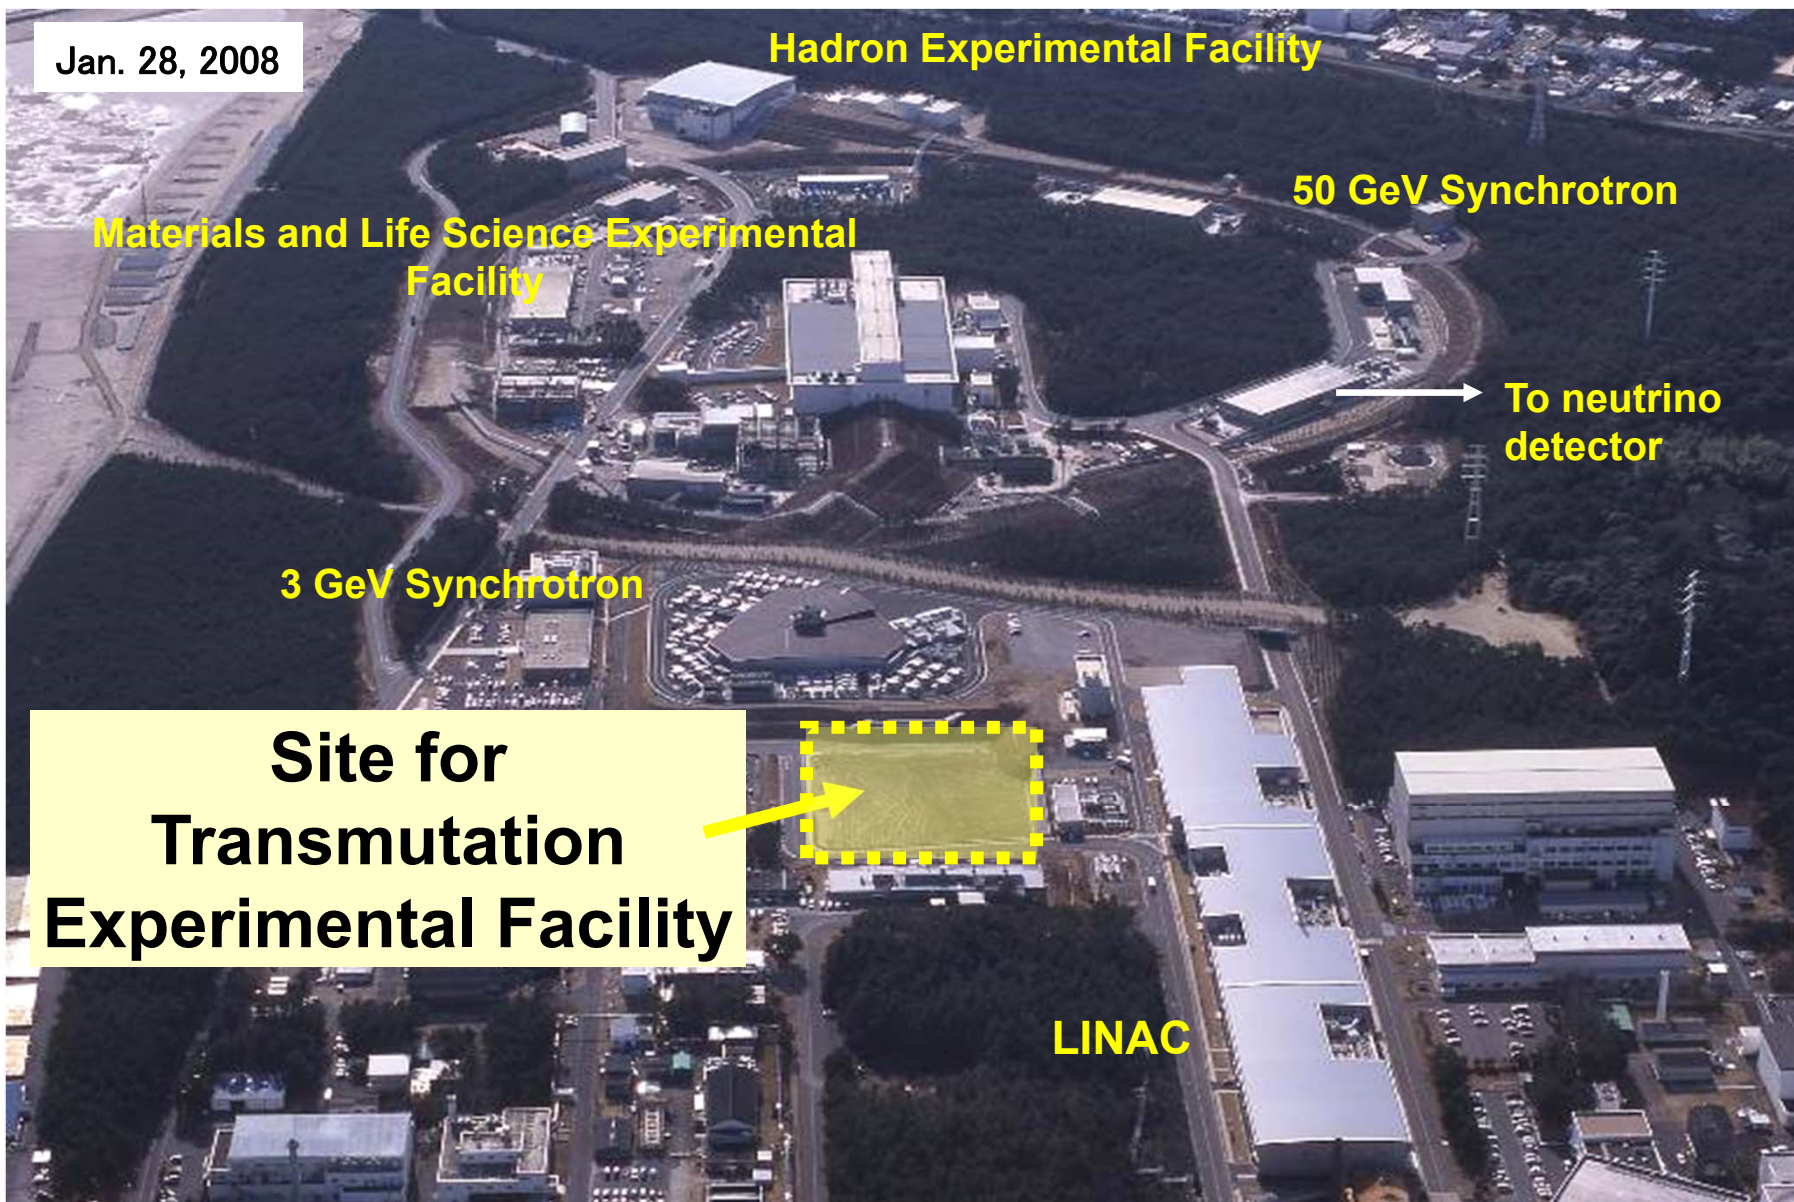 Jan. 28, 2008
Hadron Experimental Facility
50 GeV Synchrotron
Materials and Life Science Experimental
Facility
To neutrino
detector
3 GeV Synchrotron
Site for
Transmutation
Experimental Facility
LINAC